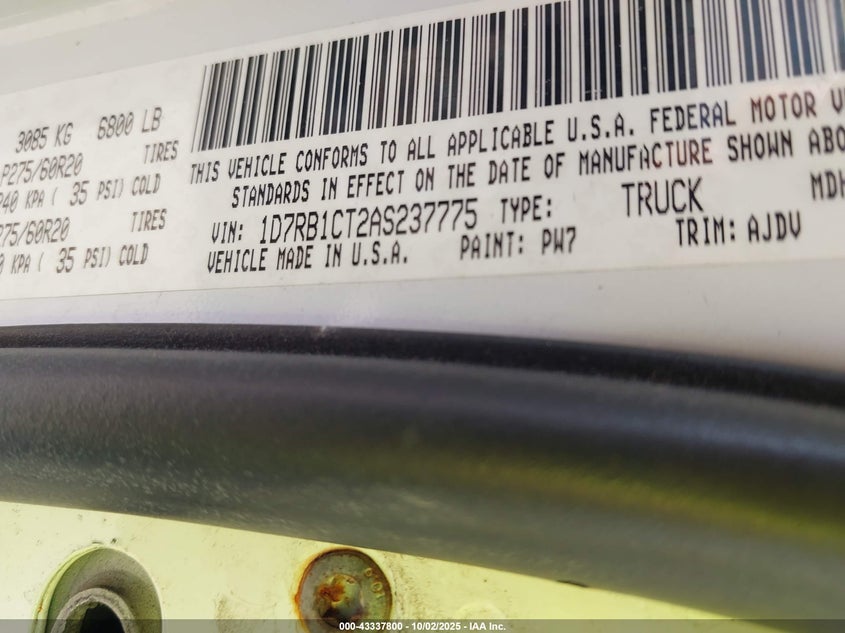 3085 KG 6800 LB
P275/60R20 TIRES
240 KPA ( 35 PSI) COLD
275/60R20 TIRES
0 KPA ( 35 PSI) COLD
THIS VEHICLE CONFORMS TO ALL APPLICABLE U.S.A. FEDERAL MOTOR V
STANDARDS IN EFFECT ON THE DATE OF MANUFACTURE SHOWN ABO
VIN: 1D7RB1CT2AS237775 TYPE: TRUCK MDH
VEHICLE MADE IN U.S.A. PAINT: PW7 TRIM: AJDV
000-43337800 - 10/02/2025 - IAA Inc.